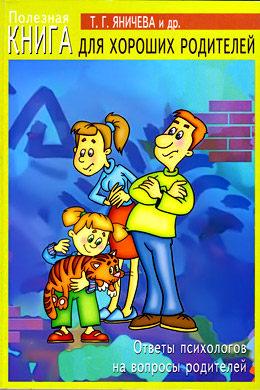 Полезная
КНИГА
Т. Г. ЯНИЧЕВА и др.
ДЛЯ ХОРОШИХ РОДИТЕЛЕЙ
Ответы психологов
на вопросы родителей